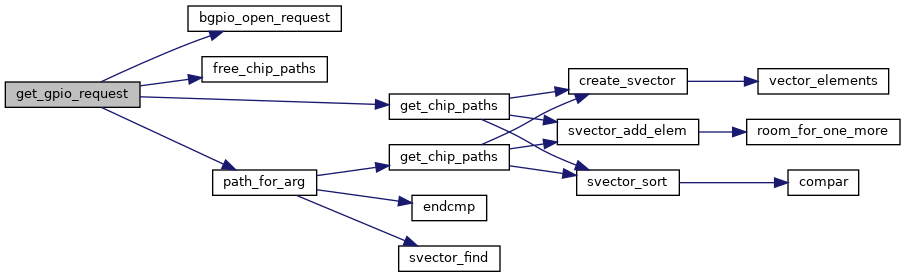 bgpio_open_request
free_chip_paths
create_svector
vector_elements
get_gpio_request
get_chip_paths
svector_add_elem
room_for_one_more
get_chip_paths
path_for_arg
svector_sort
compar
endcmp
svector_find